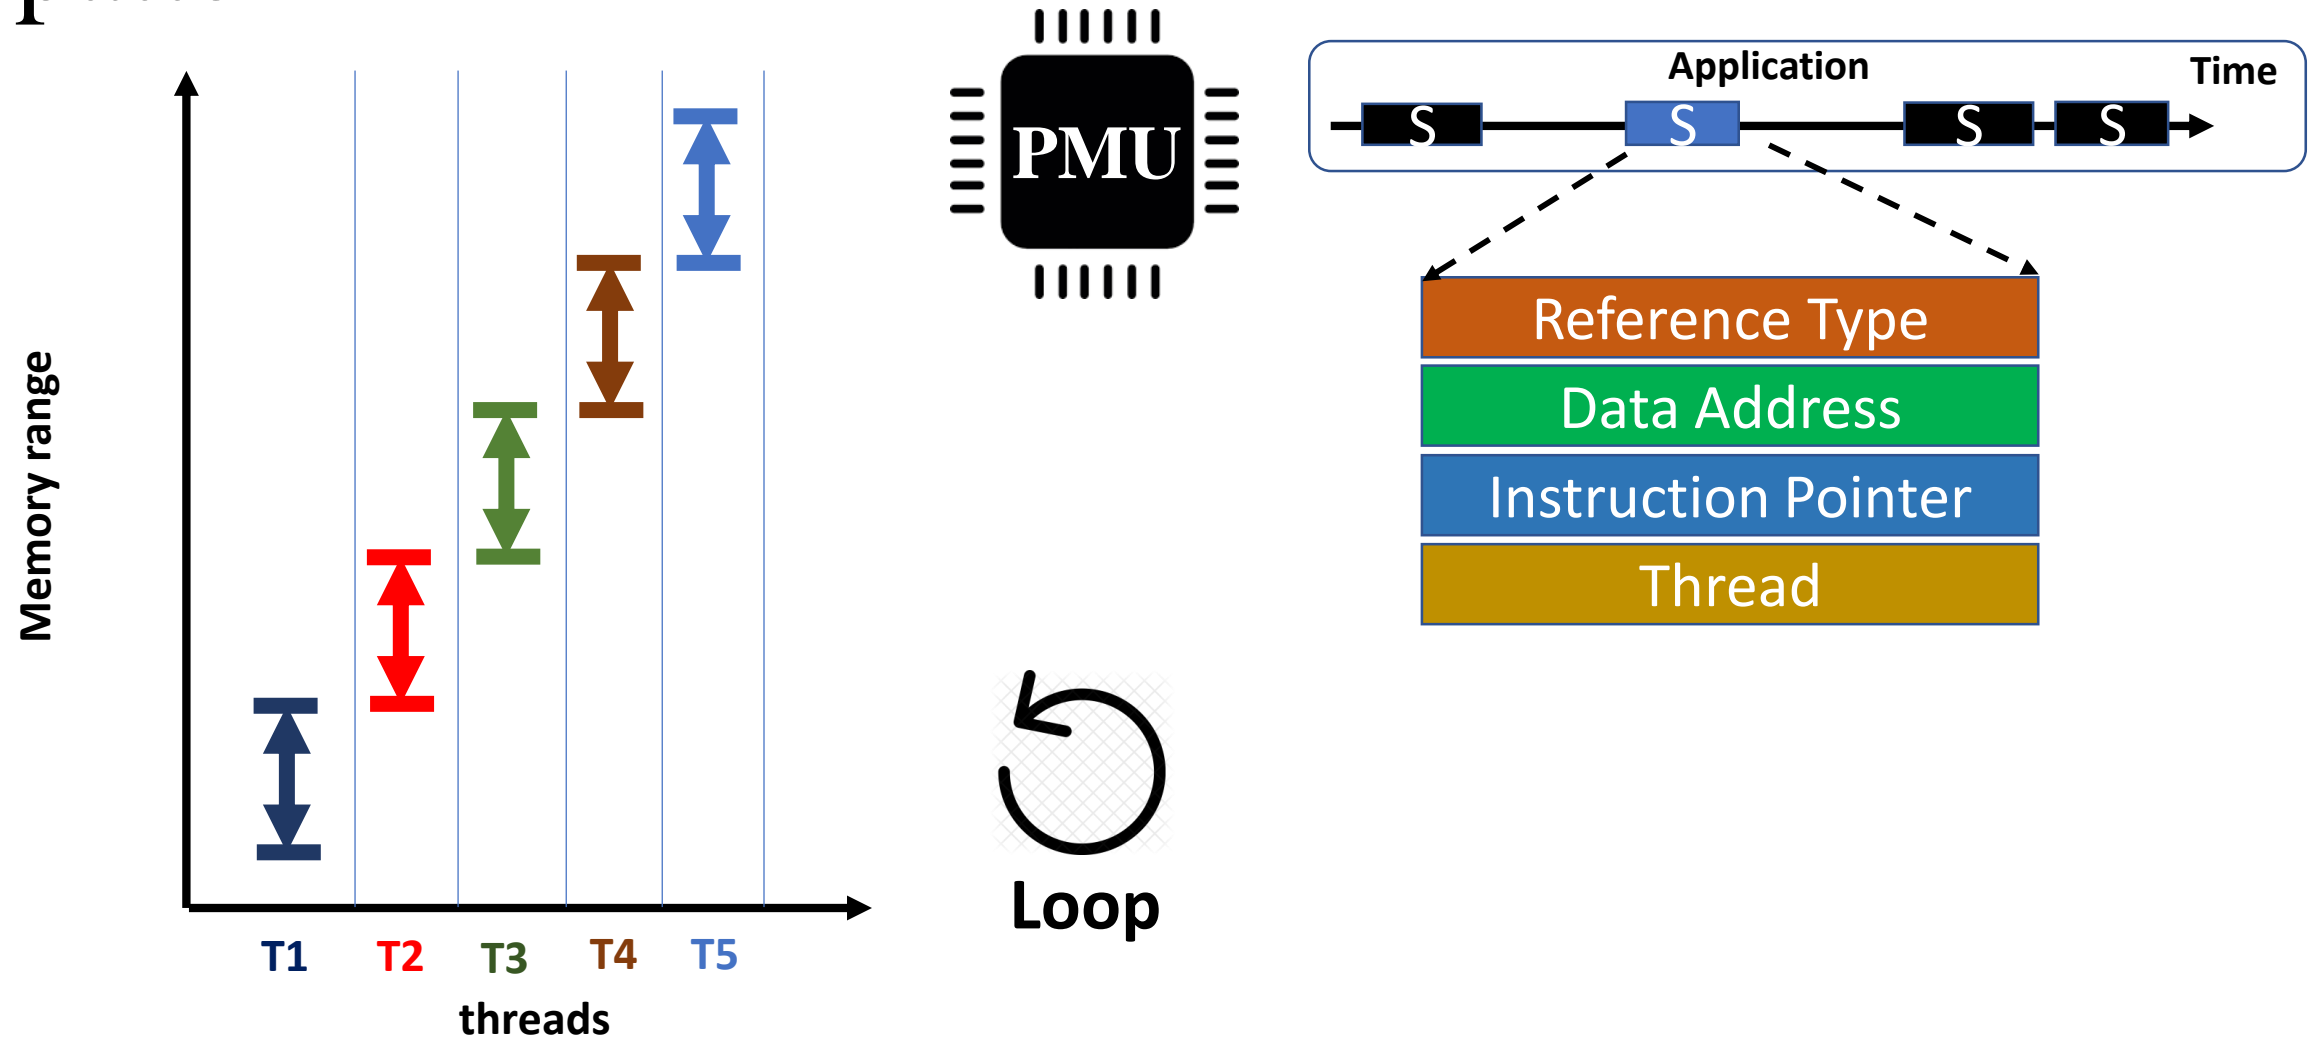 Memory range
T1 T2 T3 T4 T5
threads
PMU
Loop
Application
Time
S S S S
Reference Type
Data Address
Instruction Pointer
Thread